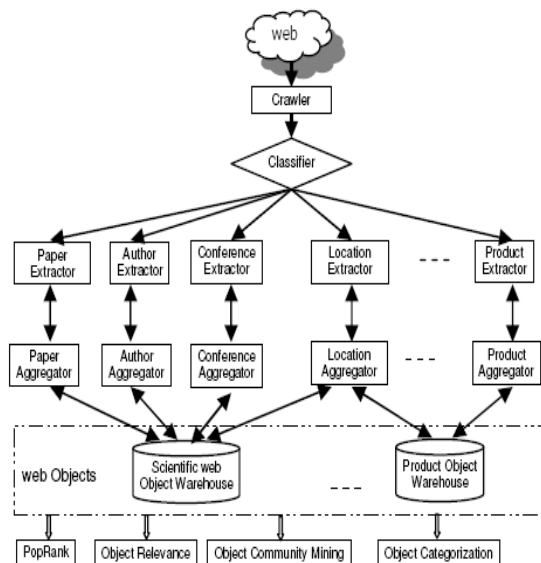 web
Crawler
Classifier
Paper
Extractor
Author
Extractor
Conference
Extractor
Location
Extractor
Product
Extractor
Paper
Aggregator
Author
Aggregator
Conference
Aggregator
Location
Aggregator
Product
Aggregator
web Objects
Scientific web
Object Warehouse
Product Object
Warehouse
PopRank
Object Relevance
Object Community Mining
Object Categorization